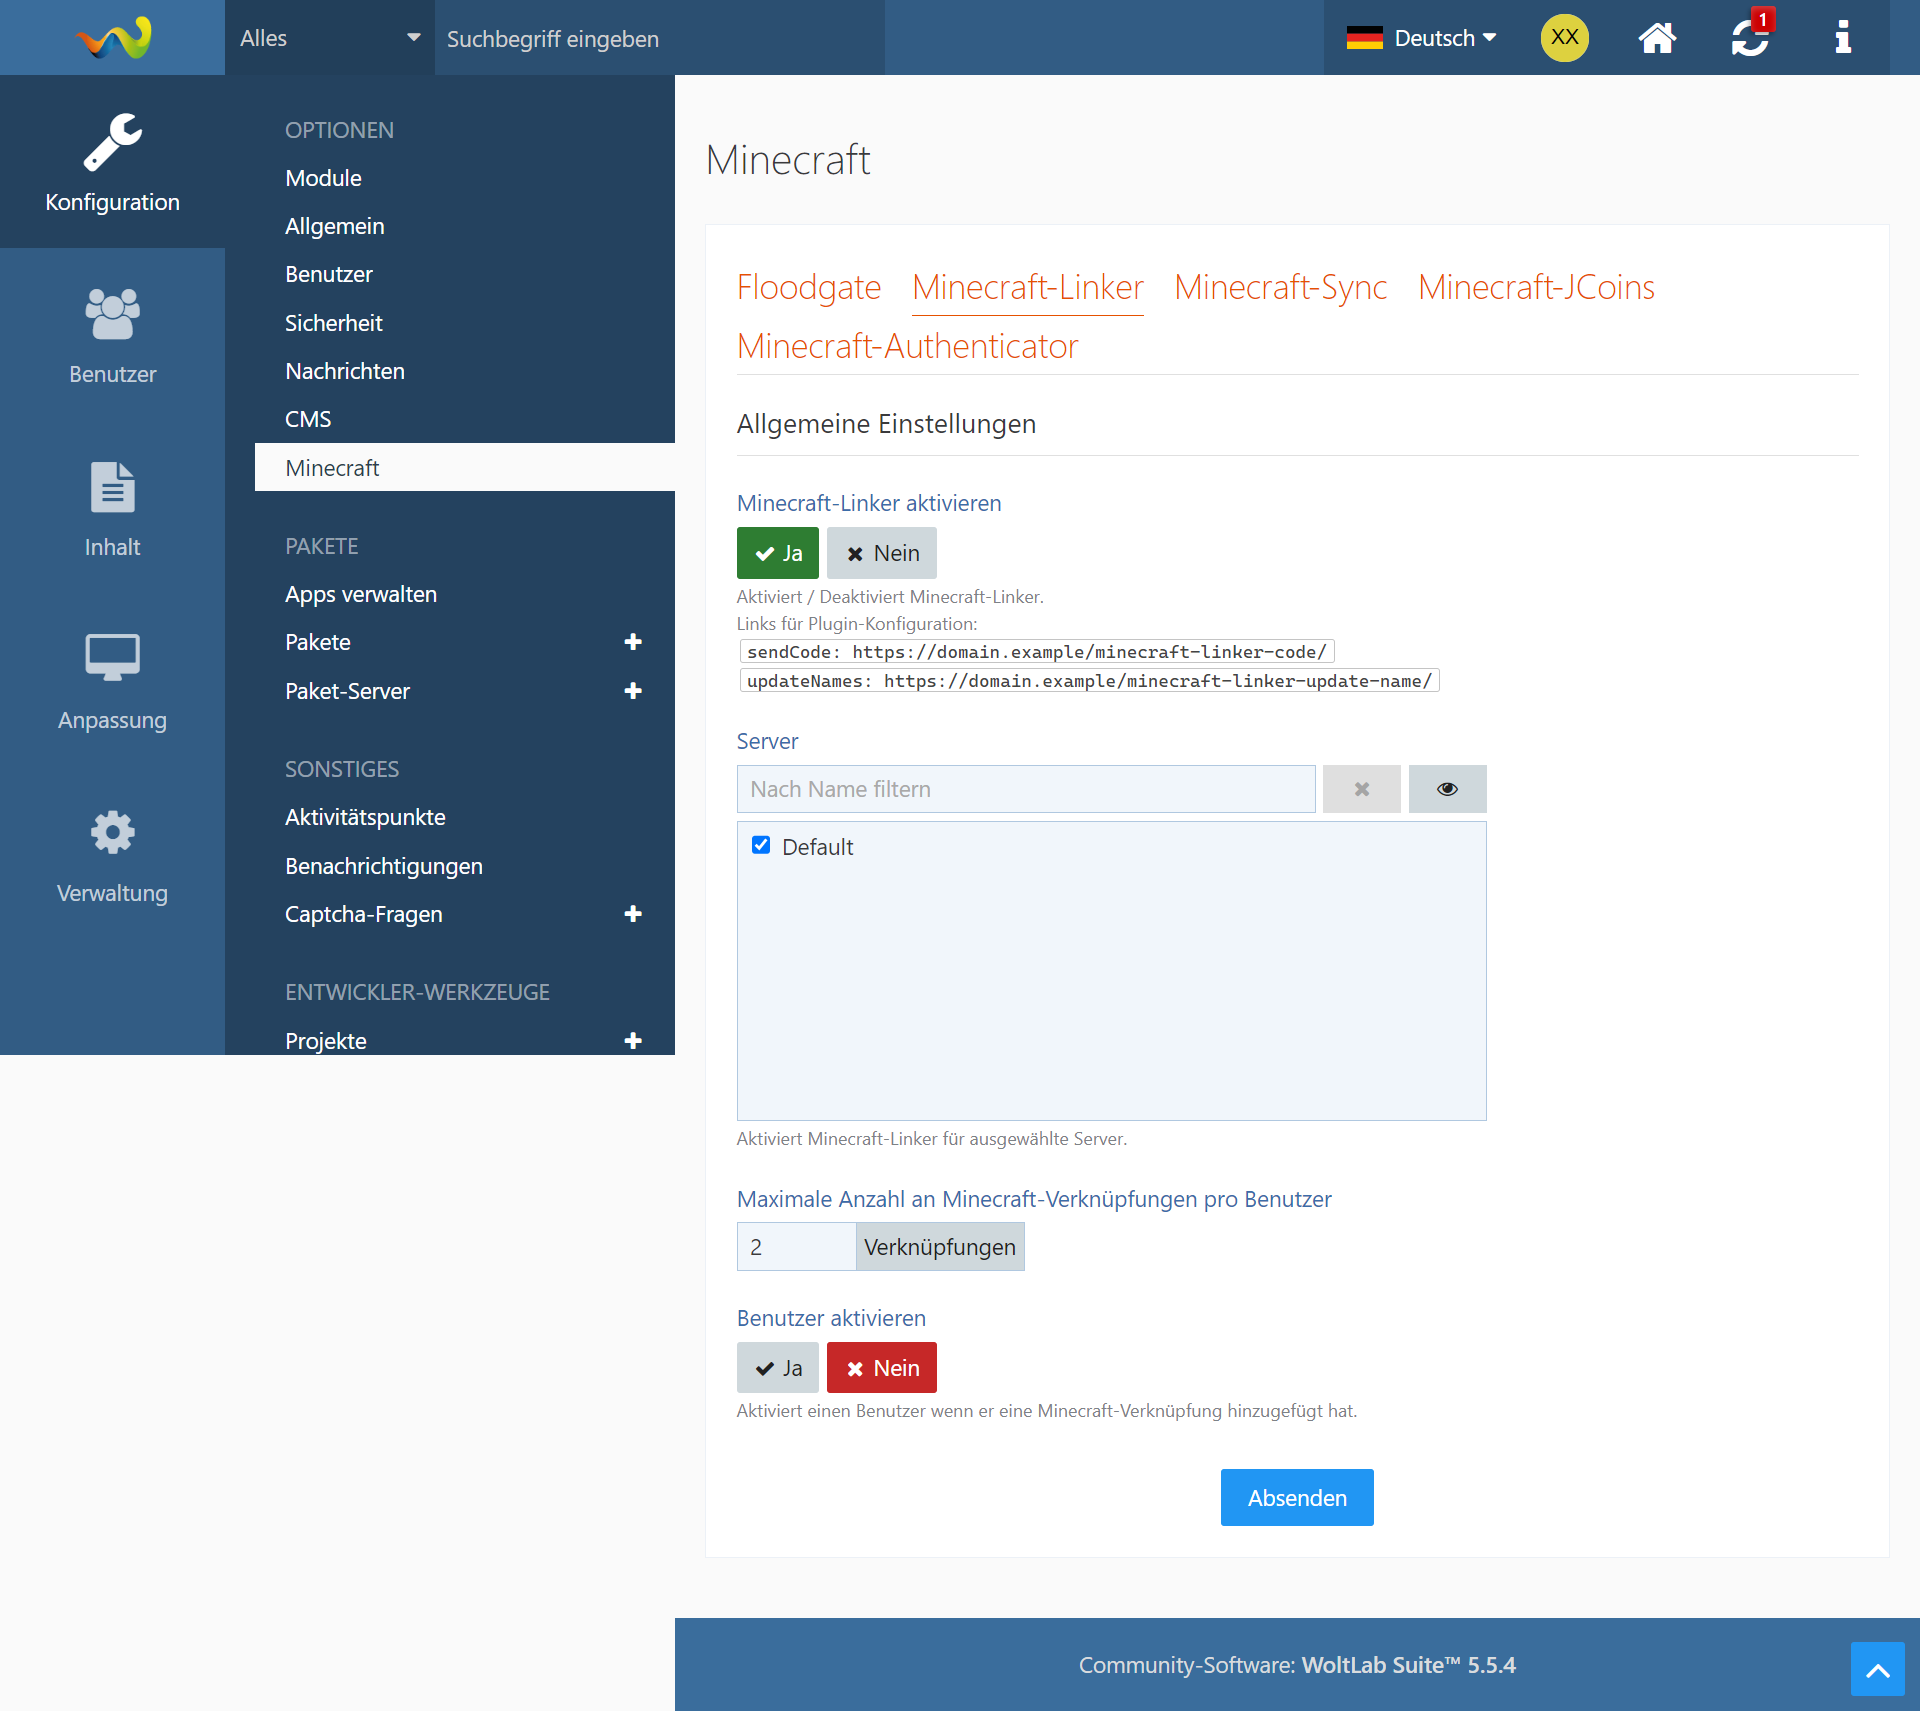 Alles
Suchbegriff eingeben
Deutsch
XX
1
Konfiguration
Benutzer
Inhalt
Anpassung
Verwaltung
OPTIONEN
Module
Allgemein
Benutzer
Sicherheit
Nachrichten
CMS
Minecraft
PAKETE
Apps verwalten
Pakete
Paket-Server
SONSTIGES
Aktivitätspunkte
Benachrichtigungen
Captcha-Fragen
ENTWICKLER-WERKZEUGE
Projekte
Minecraft
Floodgate Minecraft-Linker Minecraft-Sync Minecraft-JCoins
Minecraft-Authenticator
Allgemeine Einstellungen
Minecraft-Linker aktivieren
Ja Nein
Aktiviert / Deaktiviert Minecraft-Linker.
Links für Plugin-Konfiguration:
sendCode: https://domain.example/minecraft-linker-code/
updateNames: https://domain.example/minecraft-linker-update-name/
Server
Nach Name filtern
Default
Aktiviert Minecraft-Linker für ausgewählte Server.
Maximale Anzahl an Minecraft-Verknüpfungen pro Benutzer
2 Verknüpfungen
Benutzer aktivieren
Ja Nein
Aktiviert einen Benutzer wenn er eine Minecraft-Verknüpfung hinzugefügt hat.
Absenden
Community-Software: WoltLab Suite™ 5.5.4